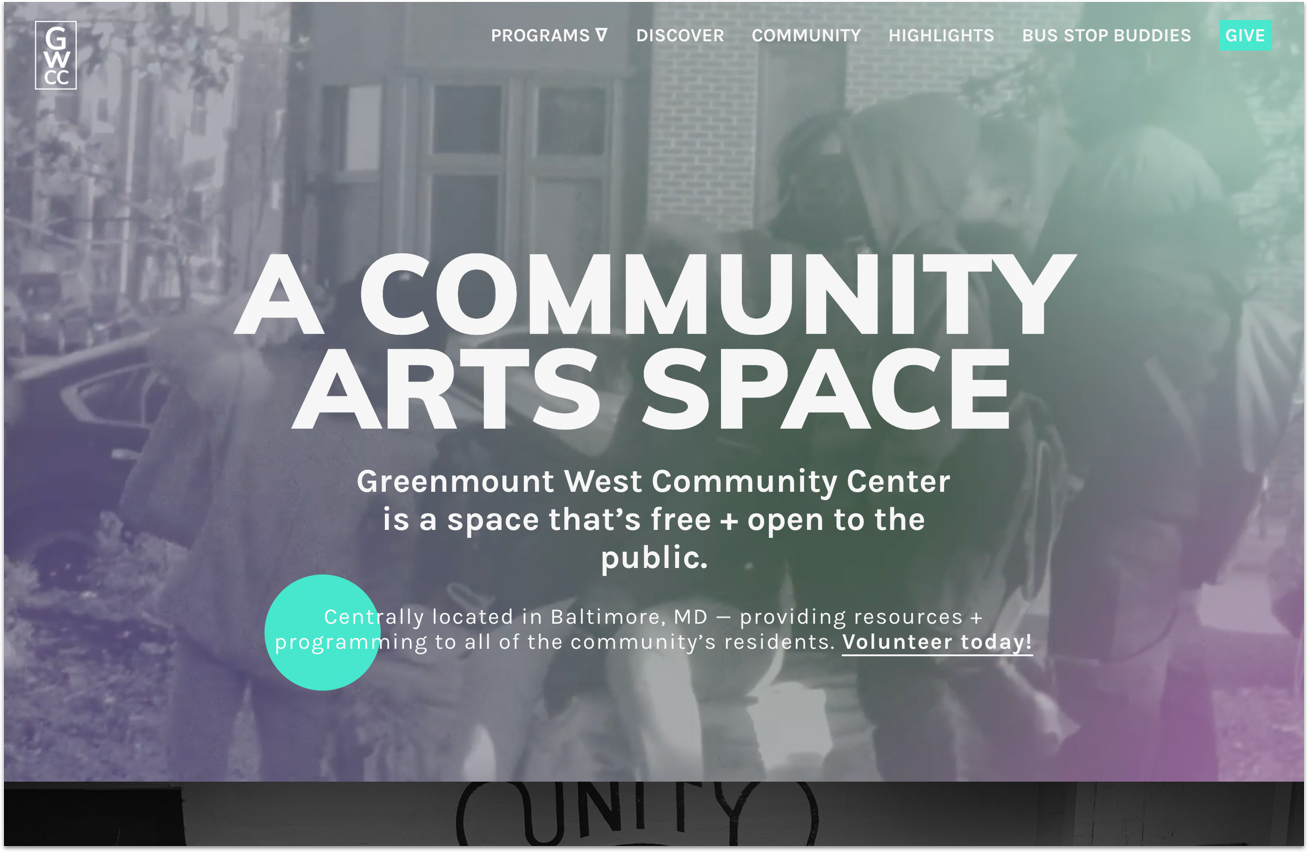 G
W
CC
PROGRAMS ∇ DISCOVER COMMUNITY HIGHLIGHTS BUS STOP BUDDIES GIVE
A COMMUNITY
ARTS SPACE
Greenmount West Community Center
is a space that’s free + open to the
public.
Centrally located in Baltimore, MD — providing resources +
programming to all of the community’s residents. Volunteer today!
UNITY